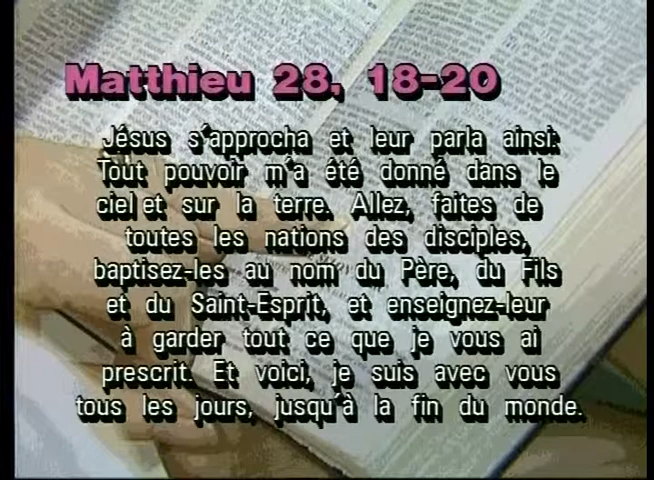 Matthieu 28, 18-20
Jésus s'approcha et leur parla ainsi:
Tout pouvoir m'a été donné dans le
ciel et sur la terre. Allez, faites de
toutes les nations des disciples,
baptisez-les au nom du Père, du Fils
et du Saint-Esprit, et enseignez-leur
à garder tout ce que je vous ai
prescrit. Et voici, je suis avec vous
tous les jours, jusqu'à la fin du monde.